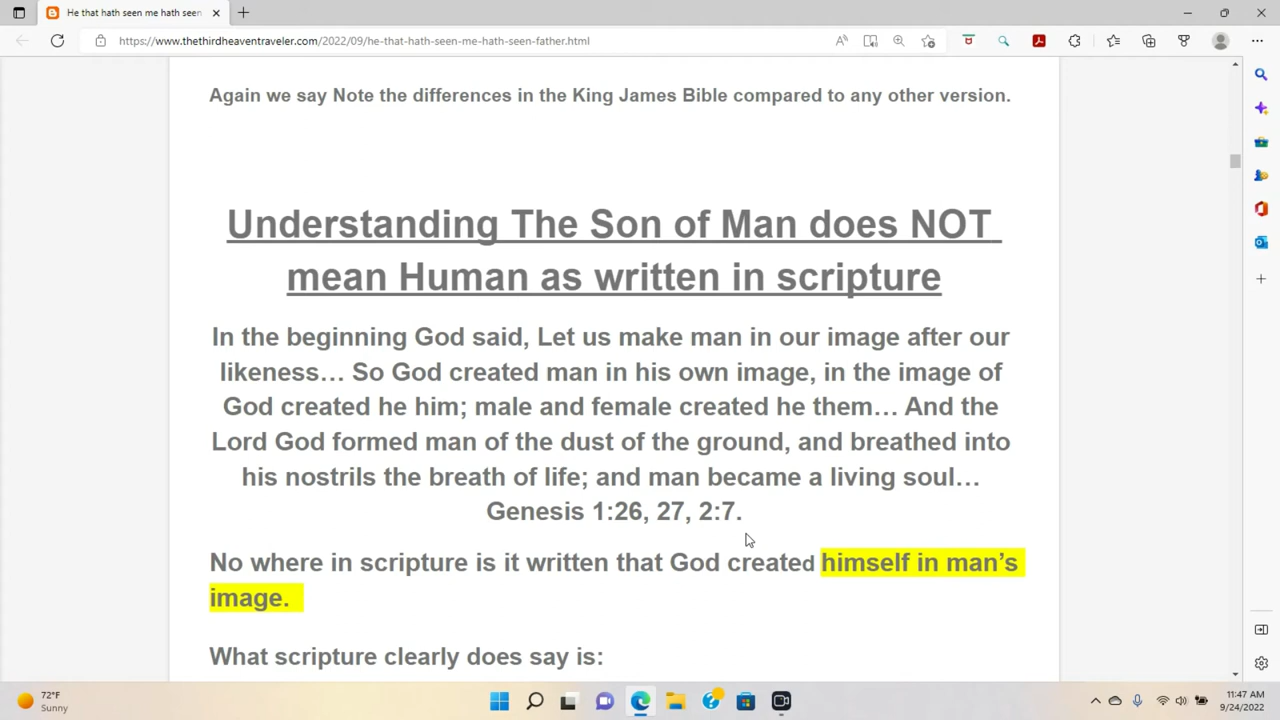 He that hath seen me hath seen
https://www.thethirdheaventraveler.com/2022/09/he-that-hath-seen-me-hath-seen-father.html
Again we say Note the differences in the King James Bible compared to any other version.
Understanding The Son of Man does NOT
mean Human as written in scripture
In the beginning God said, Let us make man in our image after our
likeness… So God created man in his own image, in the image of
God created he him; male and female created he them… And the
Lord God formed man of the dust of the ground, and breathed into
his nostrils the breath of life; and man became a living soul…
Genesis 1:26, 27, 2:7.
No where in scripture is it written that God created himself in man’s
image.
What scripture clearly does say is:
72°F
Sunny
11:47 AM
9/24/2022